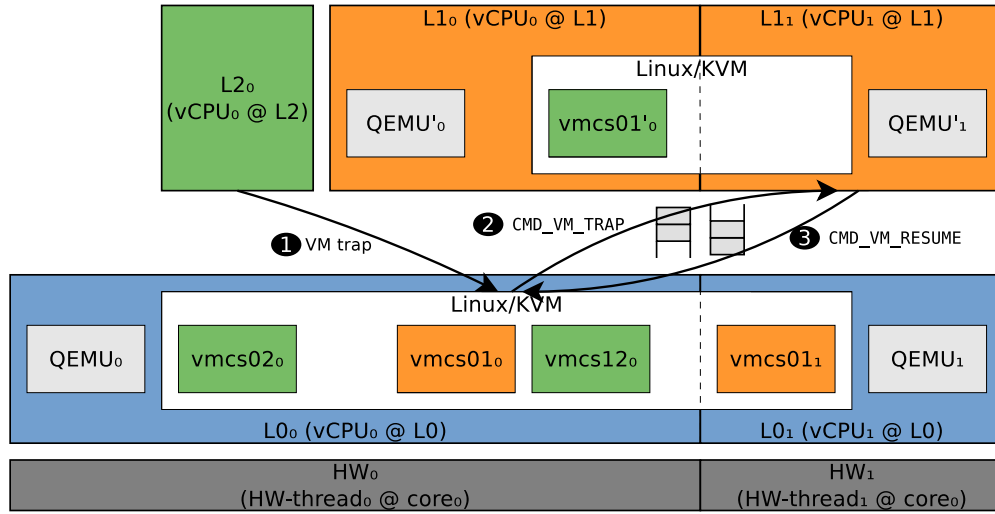 L1₀ (vCPU₀ @ L1)
L1₁ (vCPU₁ @ L1)
Linux/KVM
L2₀
(vCPU₀ @ L2)
QEMU'₀
vmcs01'₀
QEMU'₁
2 CMD_VM_TRAP
1 VM trap
3 CMD_VM_RESUME
Linux/KVM
QEMU₀
vmcs02₀
vmcs01₀
vmcs12₀
vmcs01₁
QEMU₁
L0₀ (vCPU₀ @ L0)
L0₁ (vCPU₁ @ L0)
HW₀
(HW-thread₀ @ core₀)
HW₁
(HW-thread₁ @ core₀)